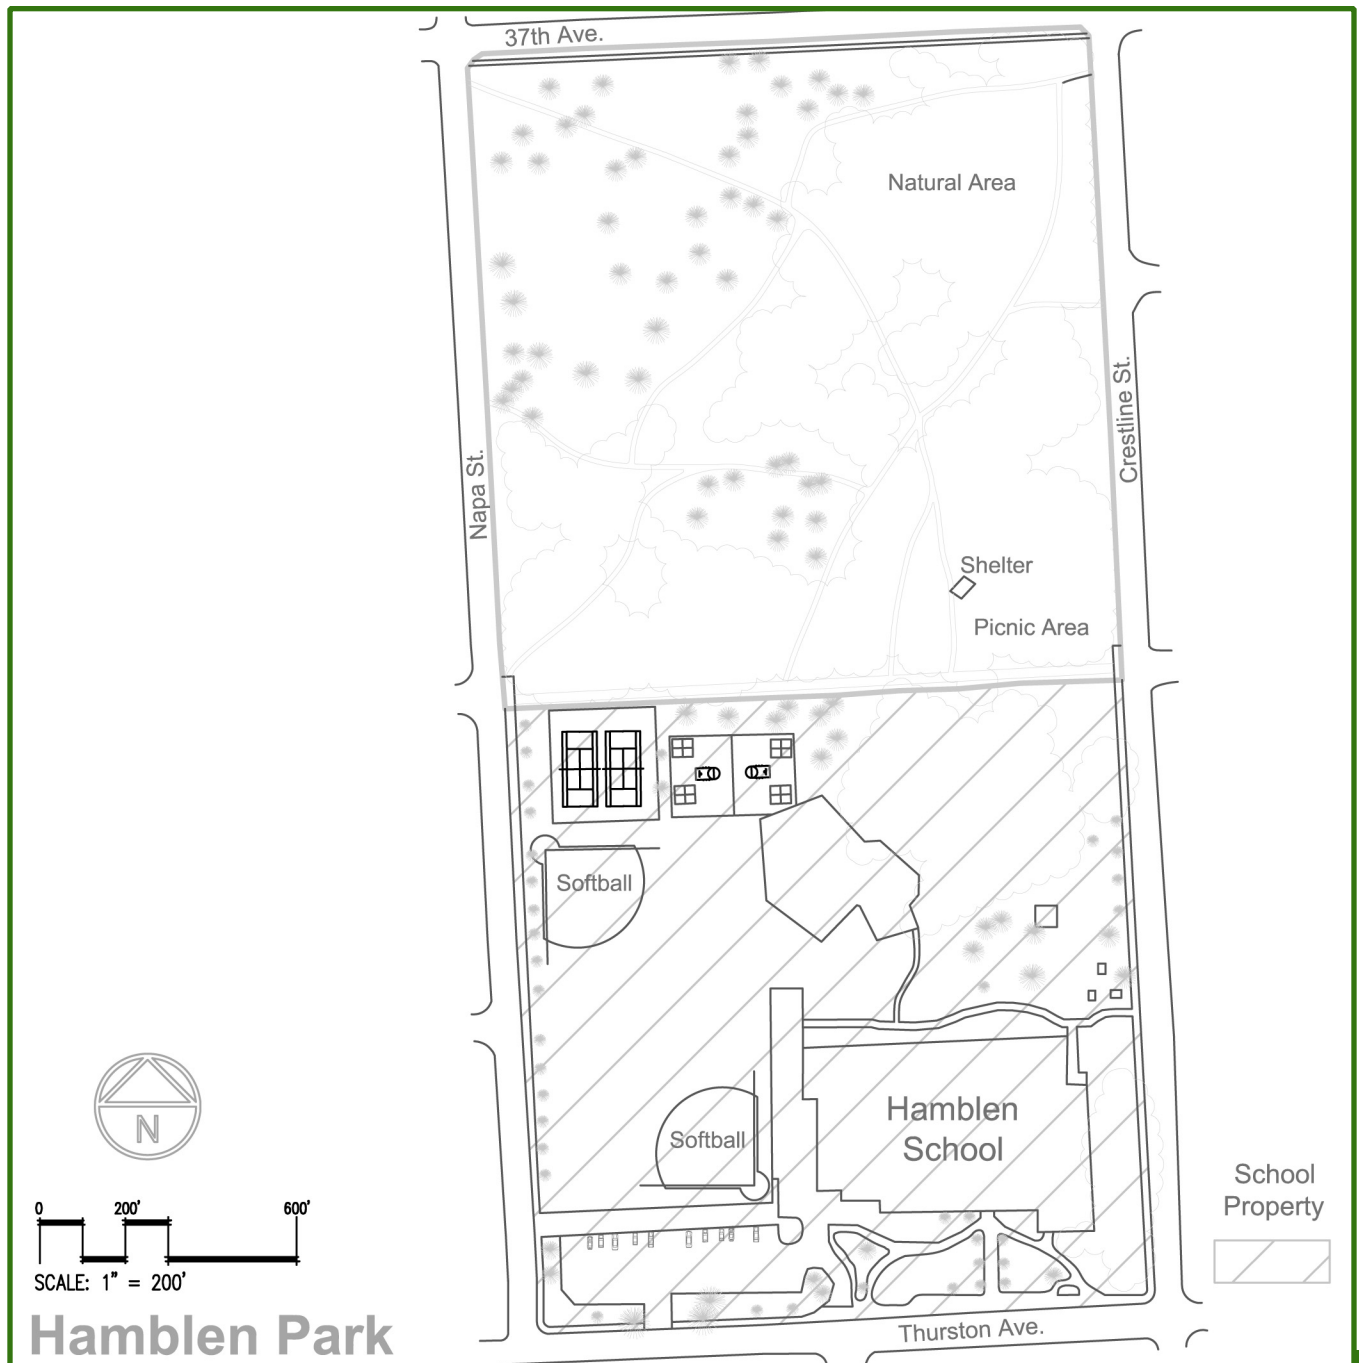 37th Ave.
Natural Area
Crestline St.
Napa St.
Shelter
Picnic Area
Softball
Softball
Hamblen
School
N
School
Property
0 200' 600'
SCALE: 1" = 200'
Hamblen Park
Thurston Ave.